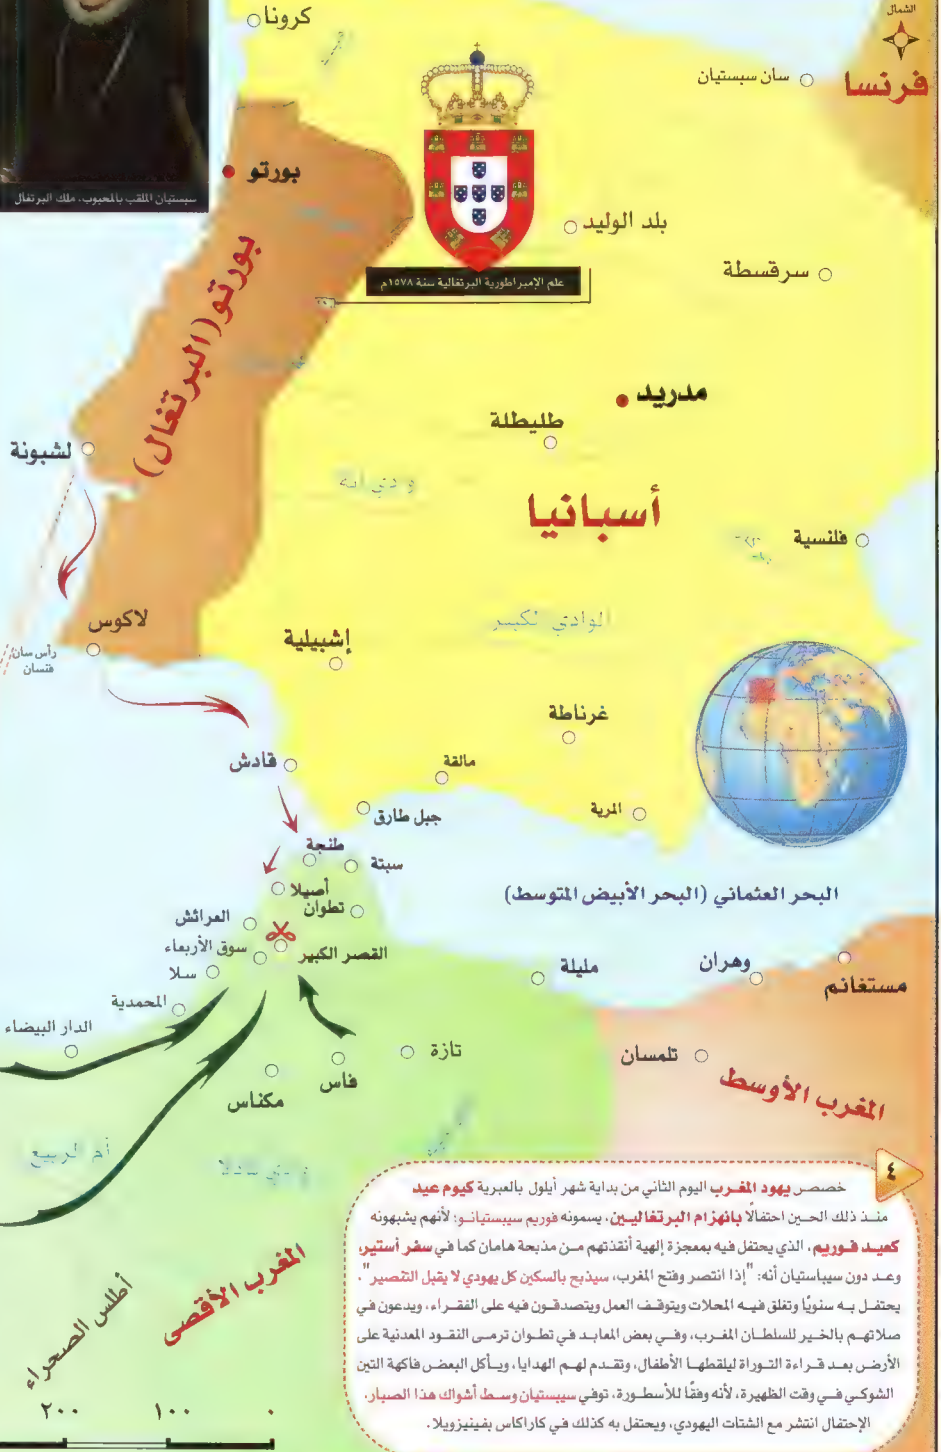 الشمال
فرنسا
كرونا
سان سبستيان
سبستيان الملقب بالمحبوب، ملك البرتغال
بورتو
بلد الوليد
سرقسطة
علم الإمبراطورية البرتغالية سنة ١٥٧٨م
بورتو (البرتغال)
مدريد
طليطلة
لشبونة
وادي انه
أسبانيا
فلنسية
لاكوس
الوادي الكبير
إشبيلية
رأس سان
فنسان
غرناطة
قادش
مالقة
جبل طارق
المرية
طنجة
سبتة
أصيلا
تطوان
البحر العثماني (البحر الأبيض المتوسط)
العرائش
القصر الكبير
سوق الأربعاء
سلا
مليلة
وهران
مستغانم
المحمدية
الدار البيضاء
تازة
فاس
مكناس
تلمسان
المغرب الأوسط
أم الربيع
المغرب الأقصى
أطلس الصحراء
٤
خصص يهود المغرب اليوم الثاني من بداية شهر أيلول بالعبرية كيوم عيد
منذ ذلك الحين احتفالًا بانهزام البرتغاليين، يسمونه فوريم سيبستيانو؛ لأنهم يشبهونه
كعيد فوريم، الذي يحتفل فيه بمعجزة إلهية أنقذتهم من مذبحة هامان كما في سفر أستير،
وعد دون سيباستيان أنه: "إذا انتصر وفتح المغرب، سيذبح بالسكين كل يهودي لا يقبل التنصير".
يحتفل به سنويًا وتغلق فيه المحلات ويتوقف العمل ويتصدقون فيه على الفقراء، ويدعون في
صلاتهم بالخير للسلطان المغرب، وفي بعض المعابد في تطوان ترمى النقود المعدنية على
الأرض بعد قراءة التوراة ليلقطها الأطفال، وتقدم لهم الهدايا، ويأكل البعض فاكهة التين
الشوكي في وقت الظهيرة، لأنه وفقًا للأسطورة، توفي سيبستيان وسط أشواك هذا الصبار.
الإحتفال انتشر مع الشتات اليهودي، ويحتفل به كذلك في كاراكاس بفينيزويلا.
٢٠٠ ١٠٠ ٠